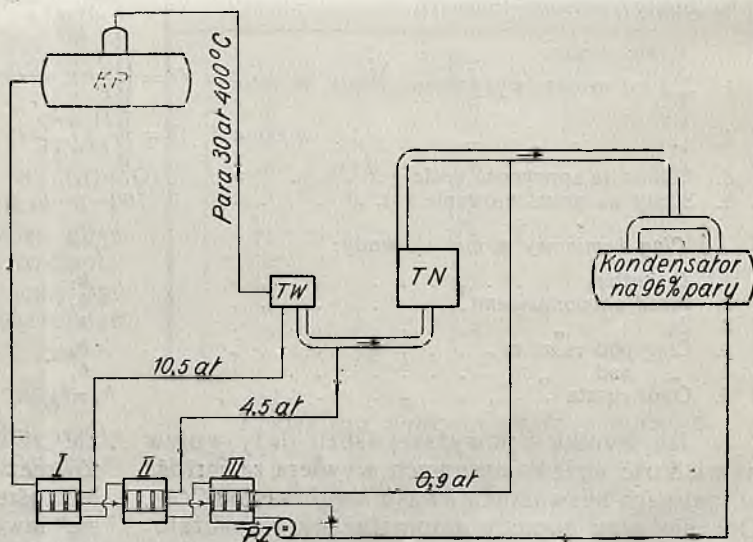 KP
Para 30 at 400°C
TW
TN
Kondensator
na 96% pary
10,5 at
4.5 at
0,9 at
I
II
III
PZ